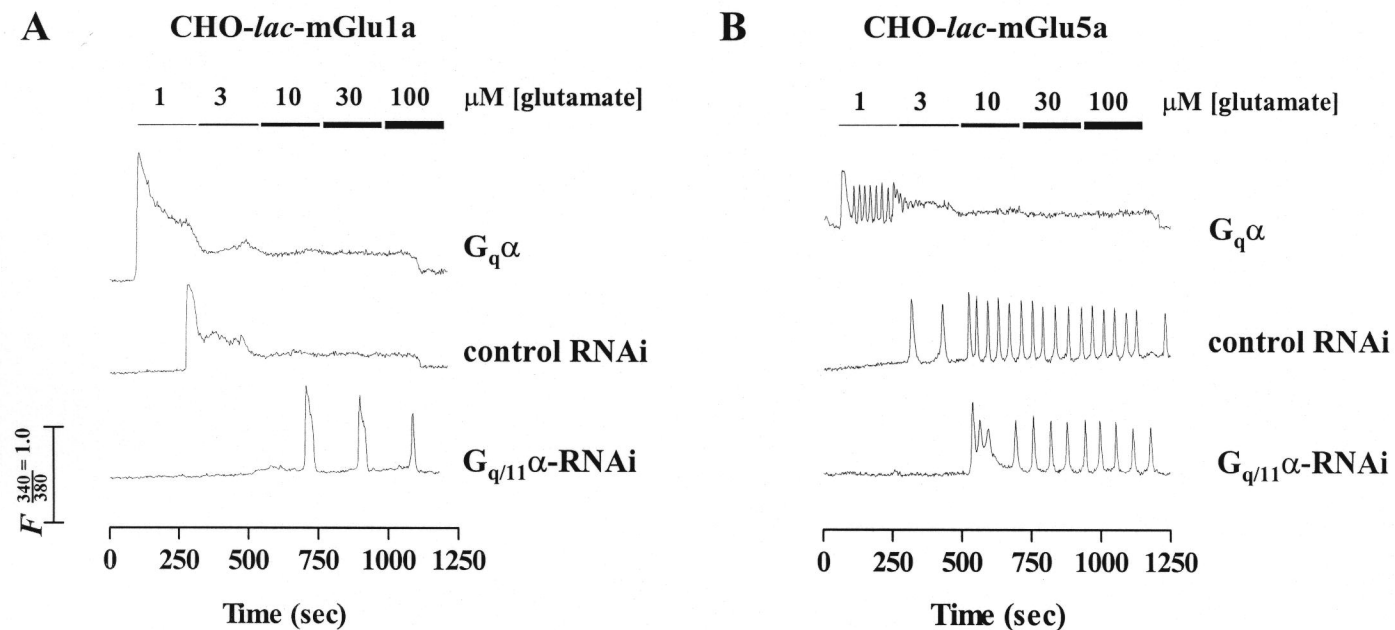 A
CHO-lac-mGlu1a
1 3 10 30 100 μM [glutamate]
Gqα
control RNAi
Gq/11α-RNAi
F 340/380 = 1.0
0 250 500 750 1000 1250
Time (sec)
B
CHO-lac-mGlu5a
1 3 10 30 100 μM [glutamate]
Gqα
control RNAi
Gq/11α-RNAi
0 250 500 750 1000 1250
Time (sec)